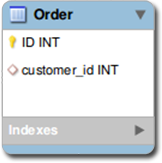 Order
ID INT
customer_id INT
Indexes